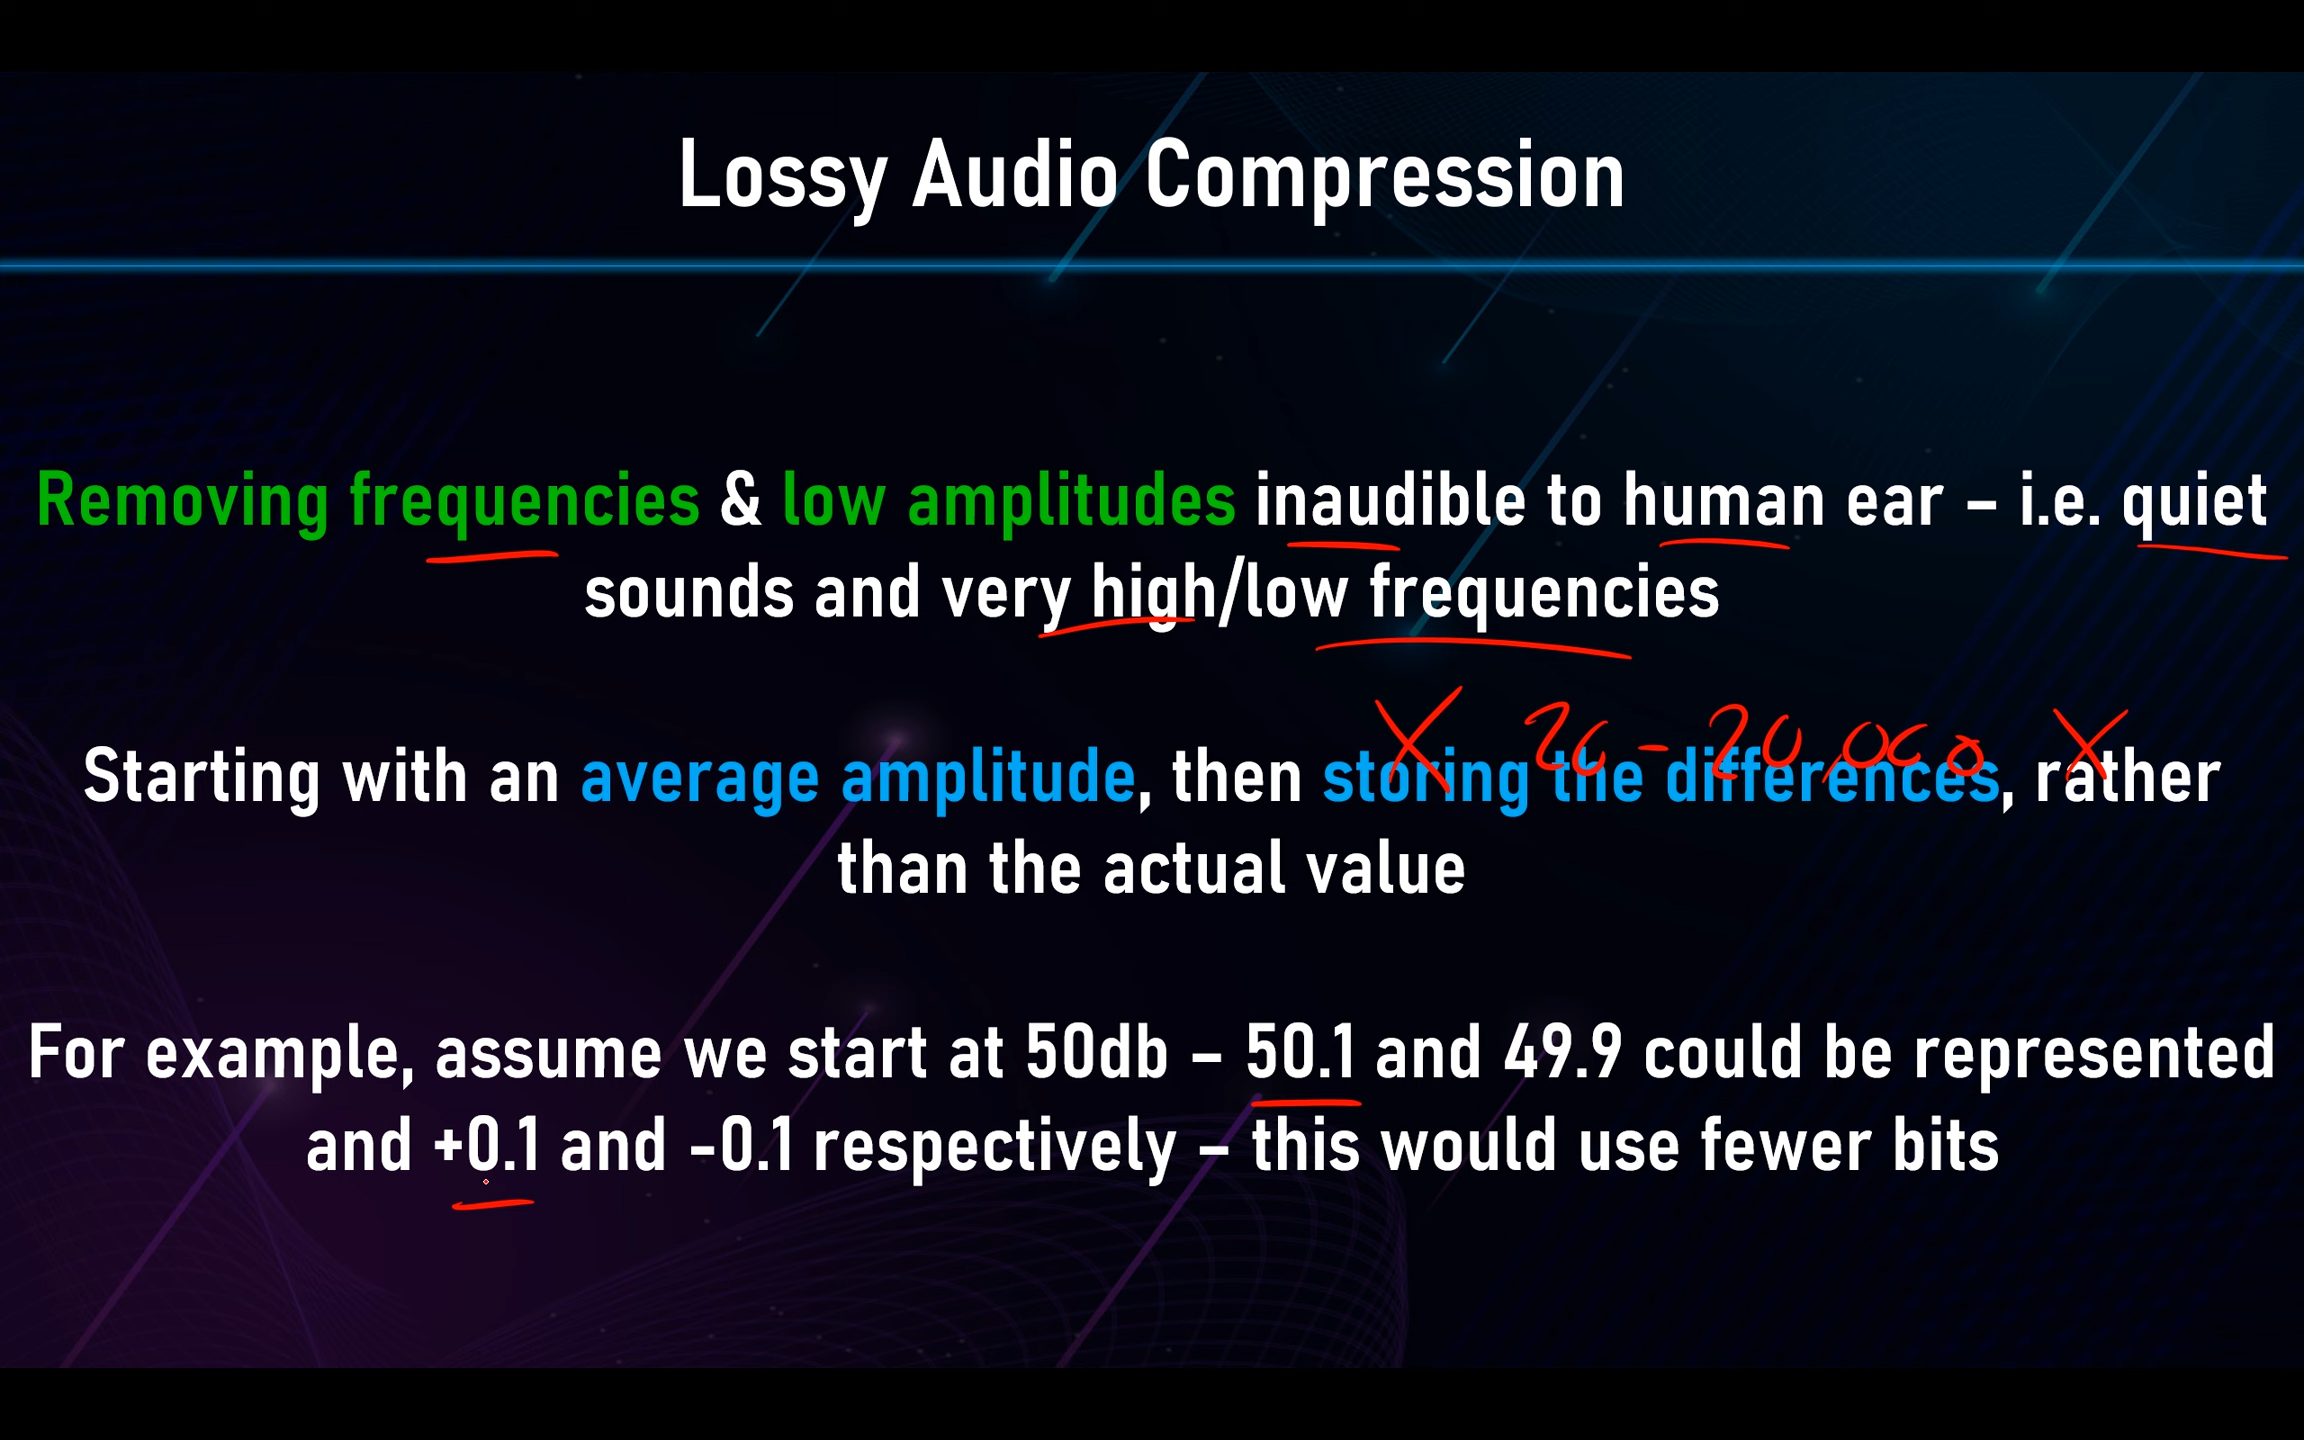 Lossy Audio Compression
Removing frequencies & low amplitudes inaudible to human ear – i.e. quiet
sounds and very high/low frequencies
X 20 - 20,000 X
Starting with an average amplitude, then storing the differences, rather
than the actual value
For example, assume we start at 50db – 50.1 and 49.9 could be represented
and +0.1 and -0.1 respectively – this would use fewer bits